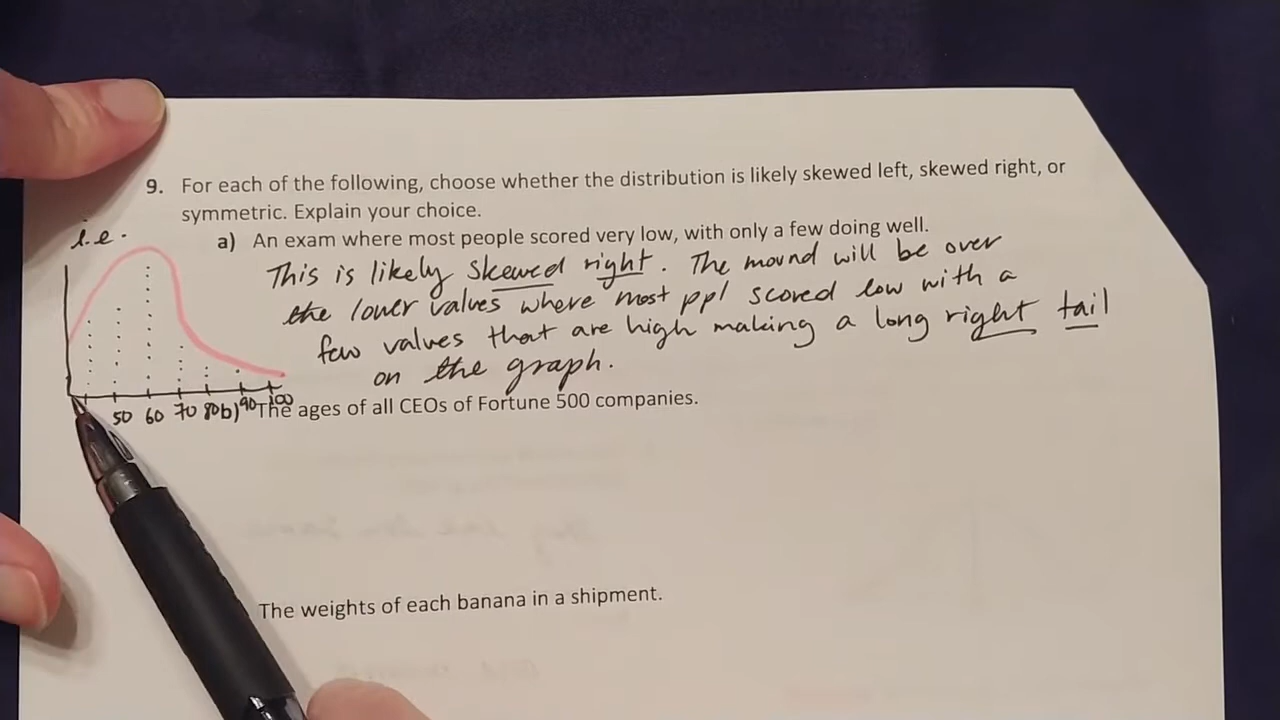 9. For each of the following, choose whether the distribution is likely skewed left, skewed right, or
symmetric. Explain your choice.
i.e.
a) An exam where most people scored very low, with only a few doing well.
This is likely skewed right. The mound will be over
the lower values where most ppl scored low with a
few values that are high making a long right tail
on the graph.
50 60 70 80 90 100
b) The ages of all CEOs of Fortune 500 companies.
The weights of each banana in a shipment.